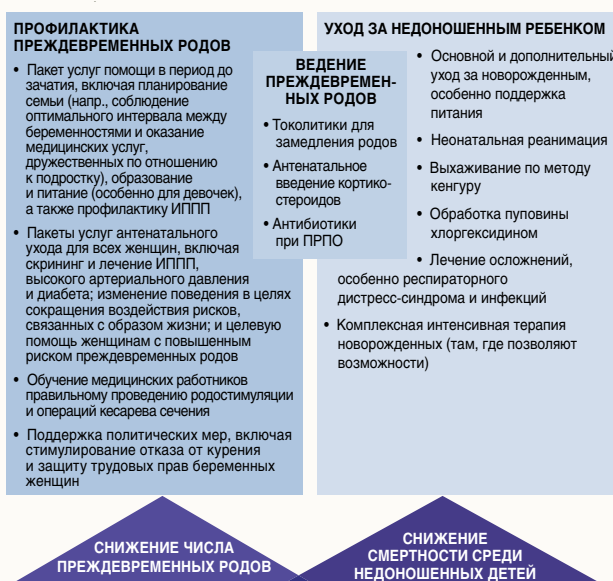 ПРОФИЛАКТИКА
ПРЕЖДЕВРЕМЕННЫХ РОДОВ
• Пакет услуг помощи в период до
зачатия, включая планирование
семьи (напр., соблюдение
оптимального интервала между
беременностями и оказание
медицинских услуг,
дружественных по отношению
к подростку), образование
и питание (особенно для девочек),
а также профилактику ИППП
• Пакеты услуг антенатального
ухода для всех женщин, включая
скрининг и лечение ИППП,
высокого артериального давления
и диабета; изменение поведения в целях
сокращения воздействия рисков,
связанных с образом жизни; и целевую
помощь женщинам с повышенным
риском преждевременных родов
• Обучение медицинских работников
правильному проведению родостимуляции
и операций кесарева сечения
• Поддержка политических мер, включая
стимулирование отказа от курения
и защиту трудовых прав беременных
женщин
ВЕДЕНИЕ
ПРЕЖДЕВРЕМЕН-
НЫХ РОДОВ
• Токолитики для
замедления родов
• Антенатальное
введение кортико-
стероидов
• Антибиотики
при ПРПО
УХОД ЗА НЕДОНОШЕННЫМ РЕБЕНКОМ
• Основной и дополнительный
уход за новорожденным,
особенно поддержка
питания
• Неонатальная реанимация
• Выхаживание по методу
кенгуру
• Обработка пуповины
хлоргексидином
• Лечение осложнений,
особенно респираторного
дистресс-синдрома и инфекций
• Комплексная интенсивная терапия
новорожденных (там, где позволяют
возможности)
СНИЖЕНИЕ ЧИСЛА
ПРЕЖДЕВРЕМЕННЫХ РОДОВ
СНИЖЕНИЕ
СМЕРТНОСТИ СРЕДИ
НЕДОНОШЕННЫХ ДЕТЕЙ